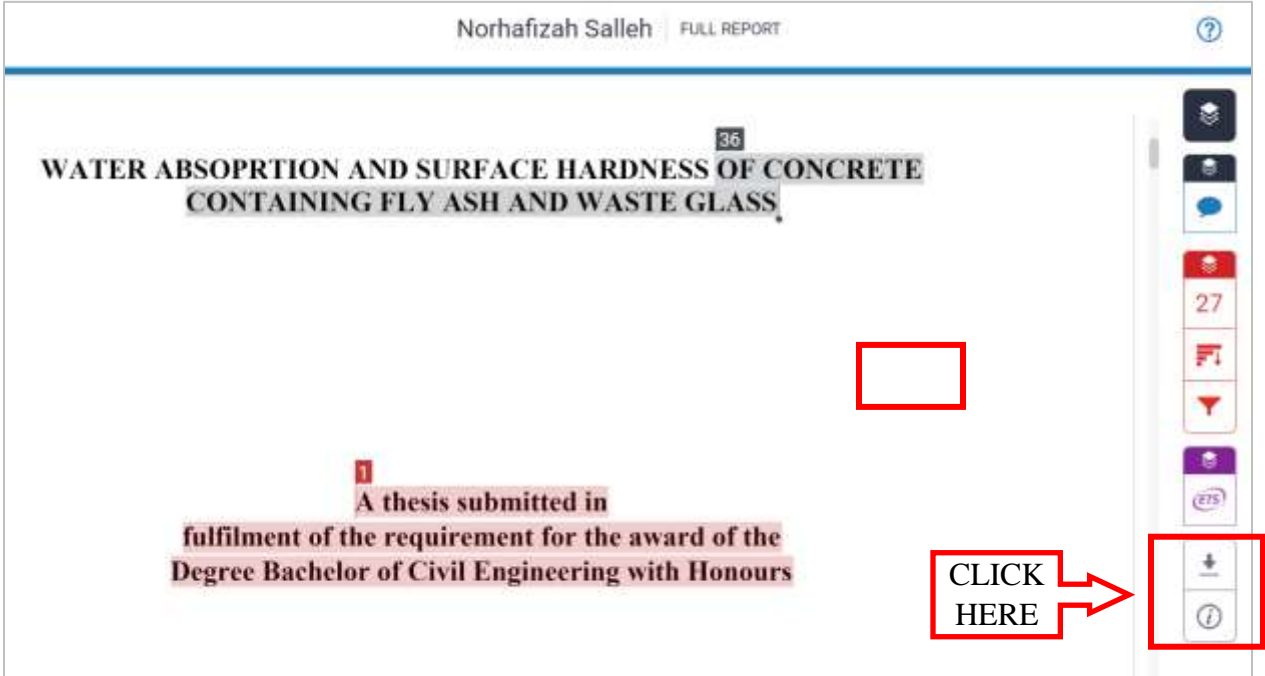 Norhafizah Salleh FULL REPORT
36
WATER ABSOPRTION AND SURFACE HARDNESS OF CONCRETE
CONTAINING FLY ASH AND WASTE GLASS
27
1
A thesis submitted in
fulfilment of the requirement for the award of the
Degree Bachelor of Civil Engineering with Honours
ETS
CLICK
HERE